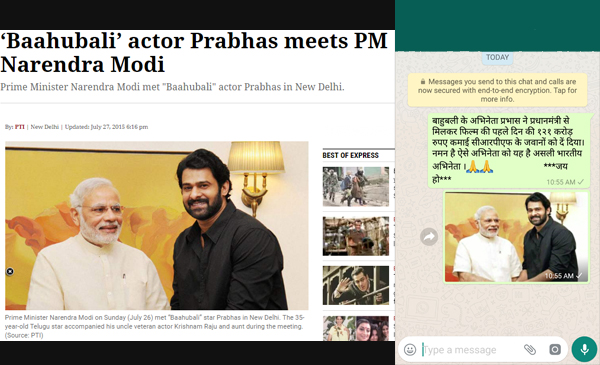 ‘Baahubali’ actor Prabhas meets PM
Narendra Modi
Prime Minister Narendra Modi met "Baahubali" actor Prabhas in New Delhi.
By: PTI | New Delhi | Updated: July 27, 2015 6:16 pm
BEST OF EXPRESS
Prime Minister Narendra Modi on Sunday (July 26) met "Baahubali" star Prabhas in New Delhi. The 35-
year-old Telugu star accompanied his uncle veteran actor Krishnam Raju and aunt during the meeting.
(Source: PTI)
TODAY
Messages you send to this chat and calls are
now secured with end-to-end encryption. Tap for
more info.
बाहुबली के अभिनेता प्रभास ने प्रधानमंत्री से
मिलकर फिल्म की पहले दिन की १२१ करोड़
रुपए कमाई सीआरपीएफ के जवानों को दें दिया।
नमन है ऐसे अभिनेता को यह है असली भारतीय
अभिनेता ।🙏🙏 ***जय
हो***
10:55 AM
10:55 AM
Type a message